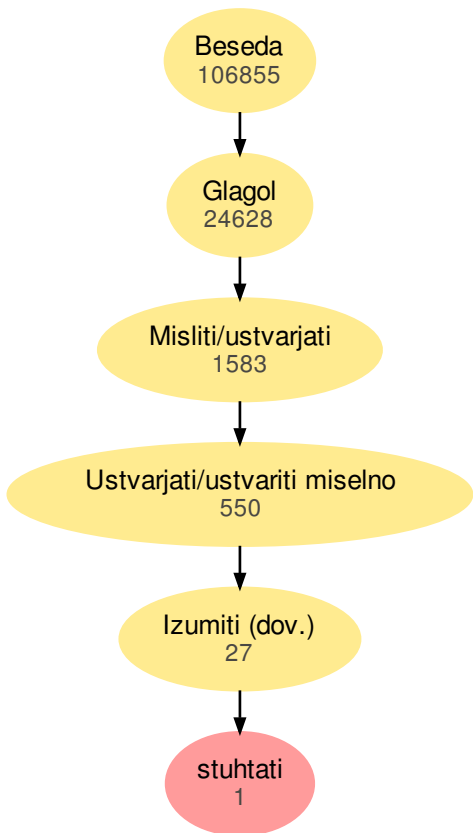 Beseda
106855
Glagol
24628
Misliti/ustvarjati
1583
Ustvarjati/ustvariti miselno
550
Izumiti (dov.)
27
stuhtati
1